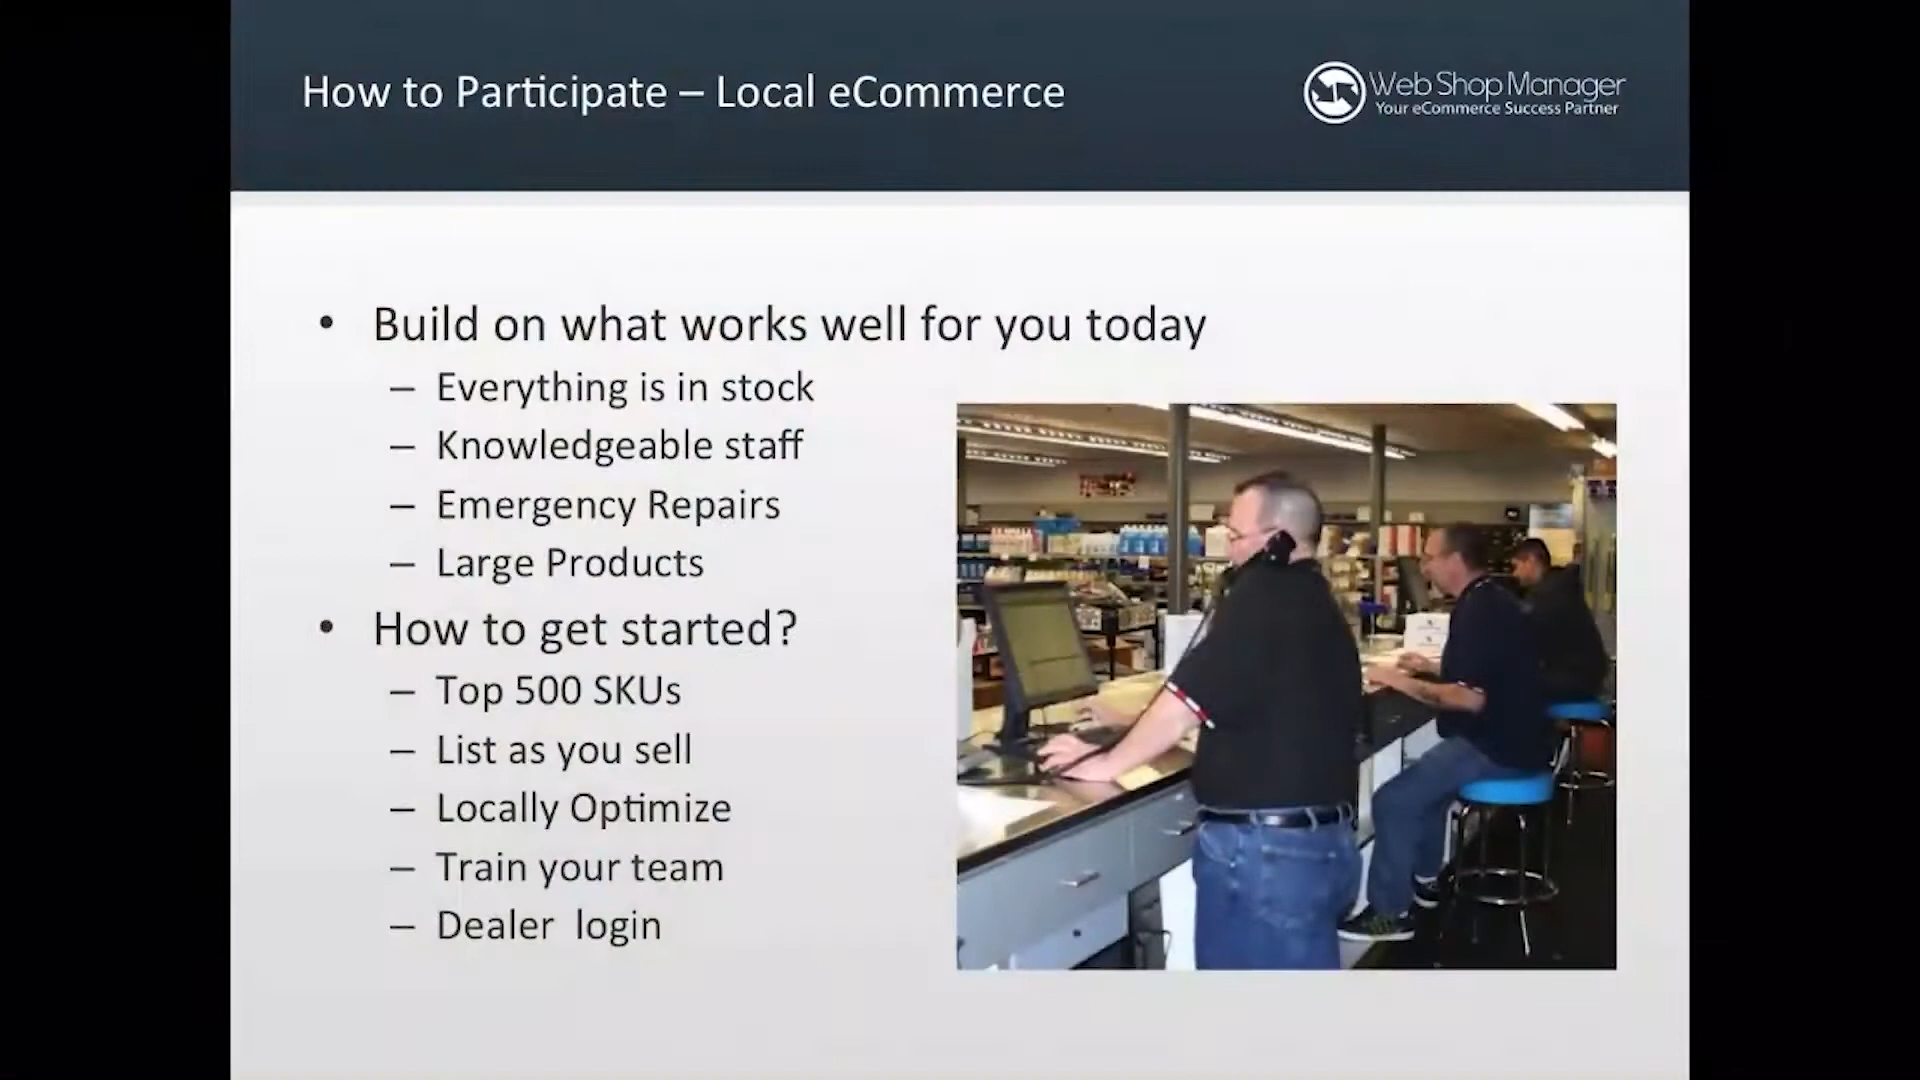 How to Participate – Local eCommerce
Web Shop Manager
Your eCommerce Success Partner
• Build on what works well for you today
– Everything is in stock
– Knowledgeable staff
– Emergency Repairs
– Large Products
• How to get started?
– Top 500 SKUs
– List as you sell
– Locally Optimize
– Train your team
– Dealer login